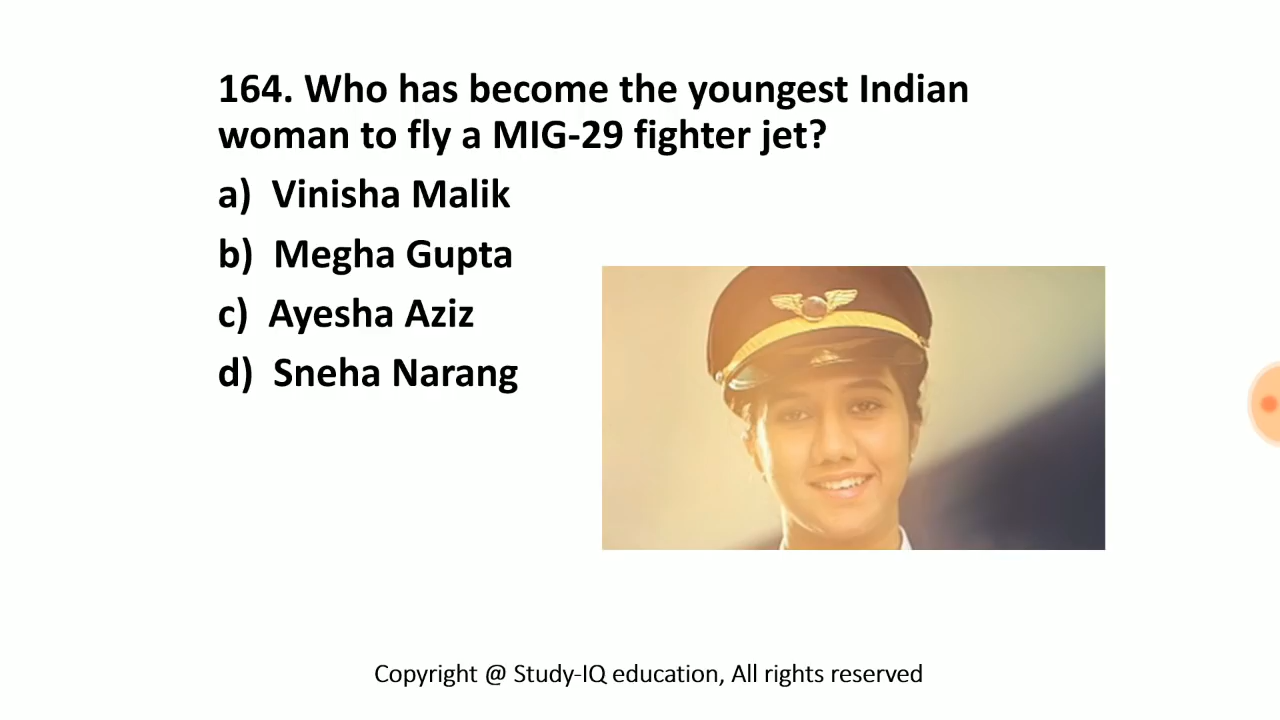 164. Who has become the youngest Indian
woman to fly a MIG-29 fighter jet?
a) Vinisha Malik
b) Megha Gupta
c) Ayesha Aziz
d) Sneha Narang
Copyright @ Study-IQ education, All rights reserved